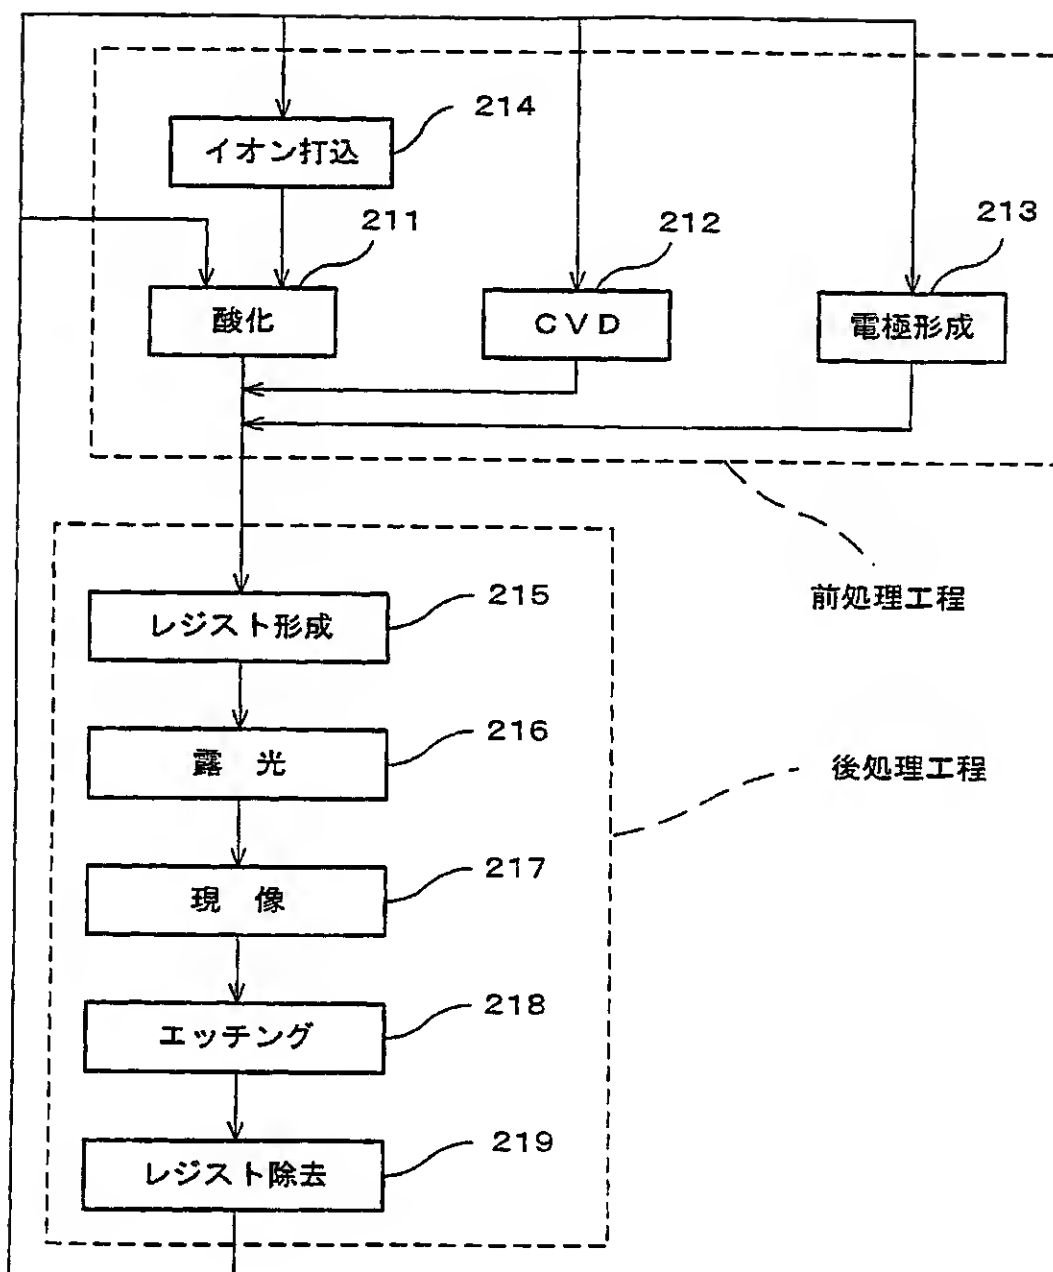 214
イオン打込
211
212
213
酸化
CVD
電極形成
前処理工程
215
レジスト形成
216
露 光
後処理工程
217
現 像
218
エッチング
219
レジスト除去